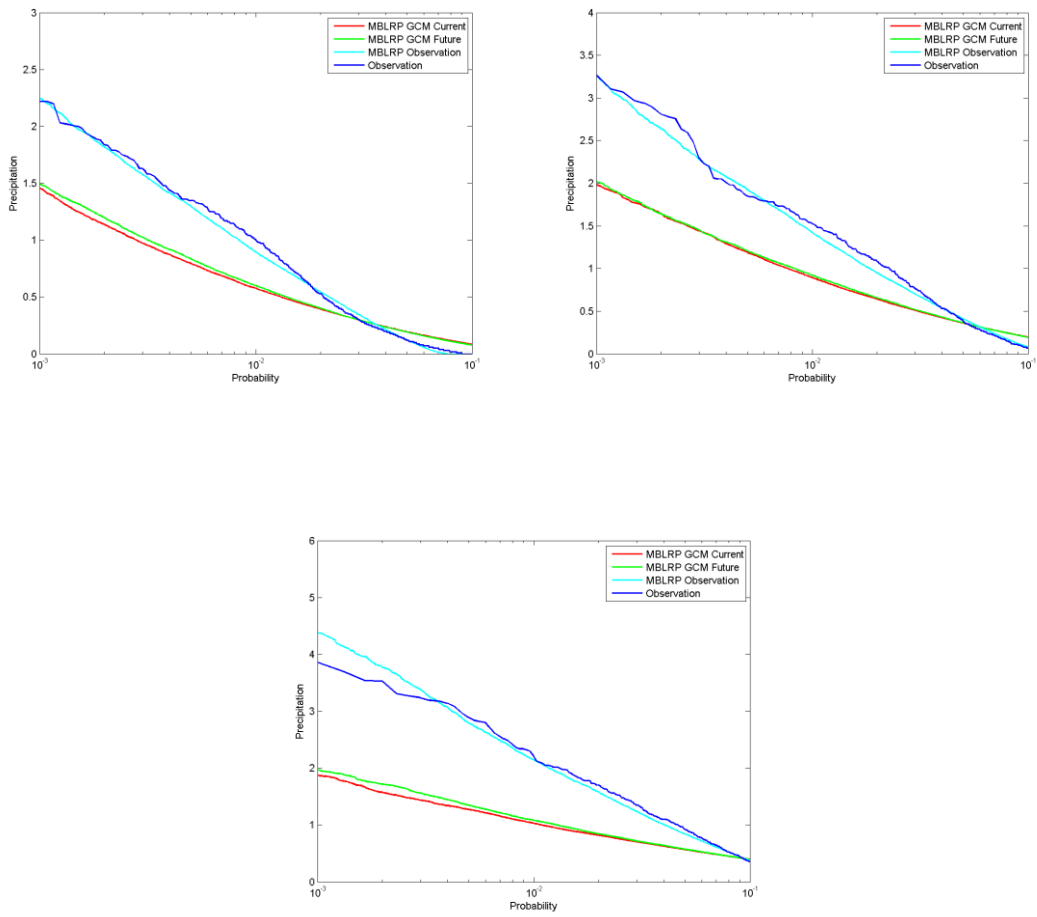 3
2.5
2
1.5
1
0.5
0
Precipitation
10-3
10-2
10-1
Probability
MBLRP GCM Current
MBLRP GCM Future
MBLRP Observation
Observation
4
3.5
3
2.5
2
1.5
1
0.5
0
Precipitation
10-3
10-2
10-1
Probability
MBLRP GCM Current
MBLRP GCM Future
MBLRP Observation
Observation
6
5
4
3
2
1
0
Precipitation
10-3
10-2
10-1
Probability
MBLRP GCM Current
MBLRP GCM Future
MBLRP Observation
Observation